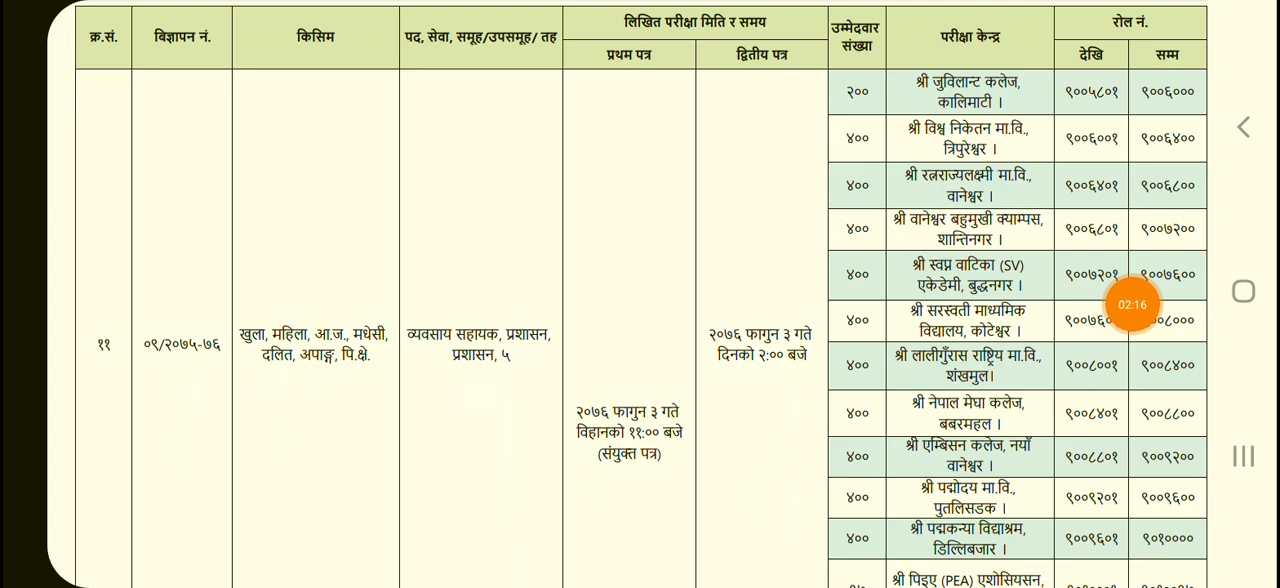 क्र.सं.
विज्ञापन नं.
किसिम
पद, सेवा, समूह/उपसमूह/ तह
लिखित परीक्षा मिति र समय
प्रथम पत्र
द्वितीय पत्र
उम्मेदवार
संख्या
परीक्षा केन्द्र
रोल नं.
देखि
सम्म
११
०९/२०७५-७६
खुला, महिला, आ.ज., मधेसी,
दलित, अपाङ्ग, पि.क्षे.
व्यवसाय सहायक, प्रशासन,
प्रशासन, ५
२०७६ फागुन ३ गते
विहानको ११:०० बजे
(संयुक्त पत्र)
२०७६ फागुन ३ गते
दिनको २:०० बजे
२००
श्री जुविलान्ट कलेज,
कालिमाटी ।
९००५८०१
९००६०००
४००
श्री विश्व निकेतन मा.वि.,
त्रिपुरेश्वर ।
९००६००१
९००६४००
४००
श्री रत्नराज्यलक्ष्मी मा.वि.,
वानेश्वर ।
९००६४०१
९००६८००
४००
श्री वानेश्वर बहुमुखी क्याम्पस,
शान्तिनगर ।
९००६८०१
९००७२००
४००
श्री स्वप्न वाटिका (SV)
एकेडेमी, बुद्धनगर ।
९००७२०१
९००७६००
02:16
४००
श्री सरस्वती माध्यमिक
विद्यालय, कोटेश्वर ।
४००
श्री लालीगुँरास राष्ट्रिय मा.वि.,
शंखमुल।
९००८००१
९००८४००
४००
श्री नेपाल मेघा कलेज,
बबरमहल ।
९००८४०१
९००८८००
४००
श्री एम्बिसन कलेज, नयाँ
वानेश्वर ।
९००८८०१
९००९२००
४००
श्री पद्मोदय मा.वि.,
पुतलिसडक ।
९००९२०१
९००९६००
४००
श्री पद्मकन्या विद्याश्रम,
डिल्लिबजार ।
९००९६०१
९०१००००
श्री पिइए (PEA) एशोसियसन,